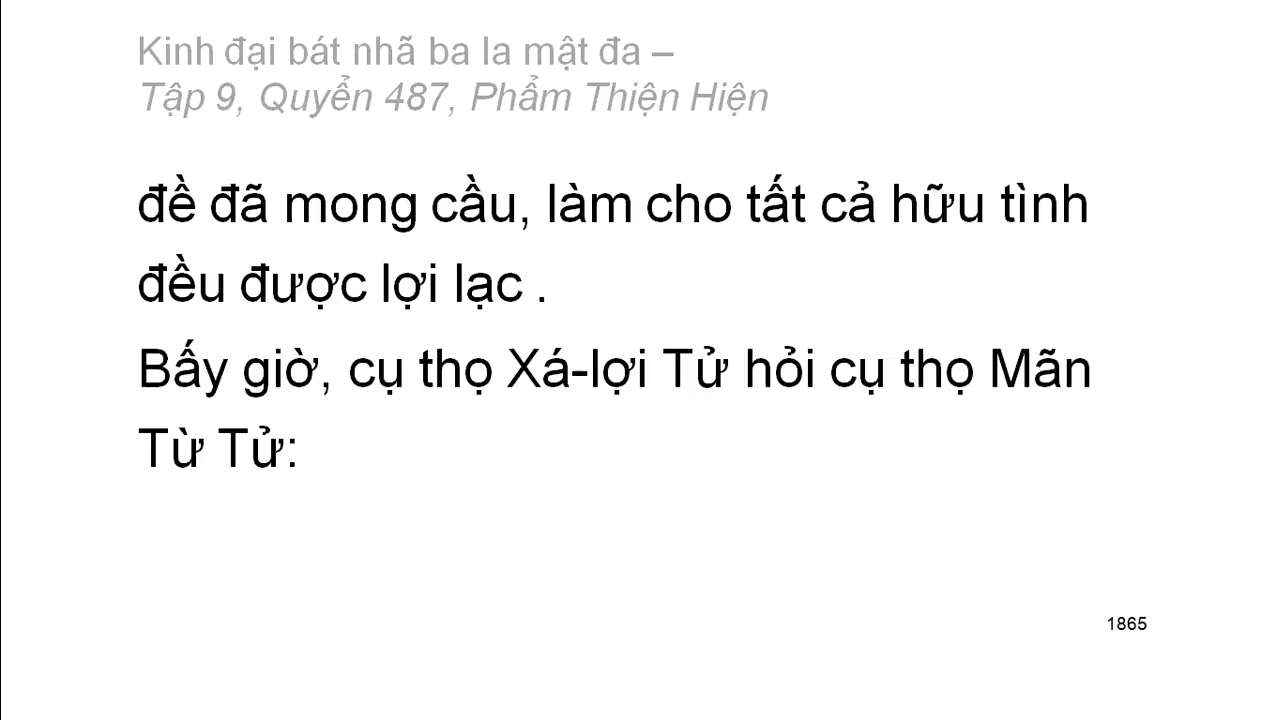 Kinh đại bát nhã ba la mật đa –
Tập 9, Quyển 487, Phẩm Thiện Hiện
đề đã mong cầu, làm cho tất cả hữu tình
đều được lợi lạc .
Bấy giờ, cụ thọ Xá-lợi Tử hỏi cụ thọ Mãn
Từ Tử:
1865